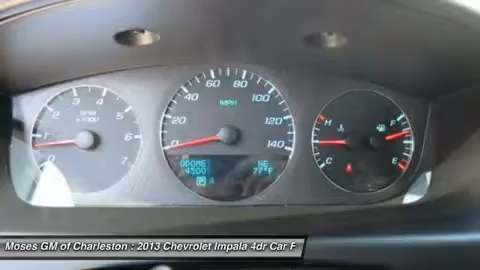 RPM
x1000
1 2 3 4 5 6 7
MPH
0 20 40 60 80 100 120 140
ODOME NE
4500 77°F
P A
H C
F E
Moses GM of Charleston : 2013 Chevrolet Impala 4dr Car F